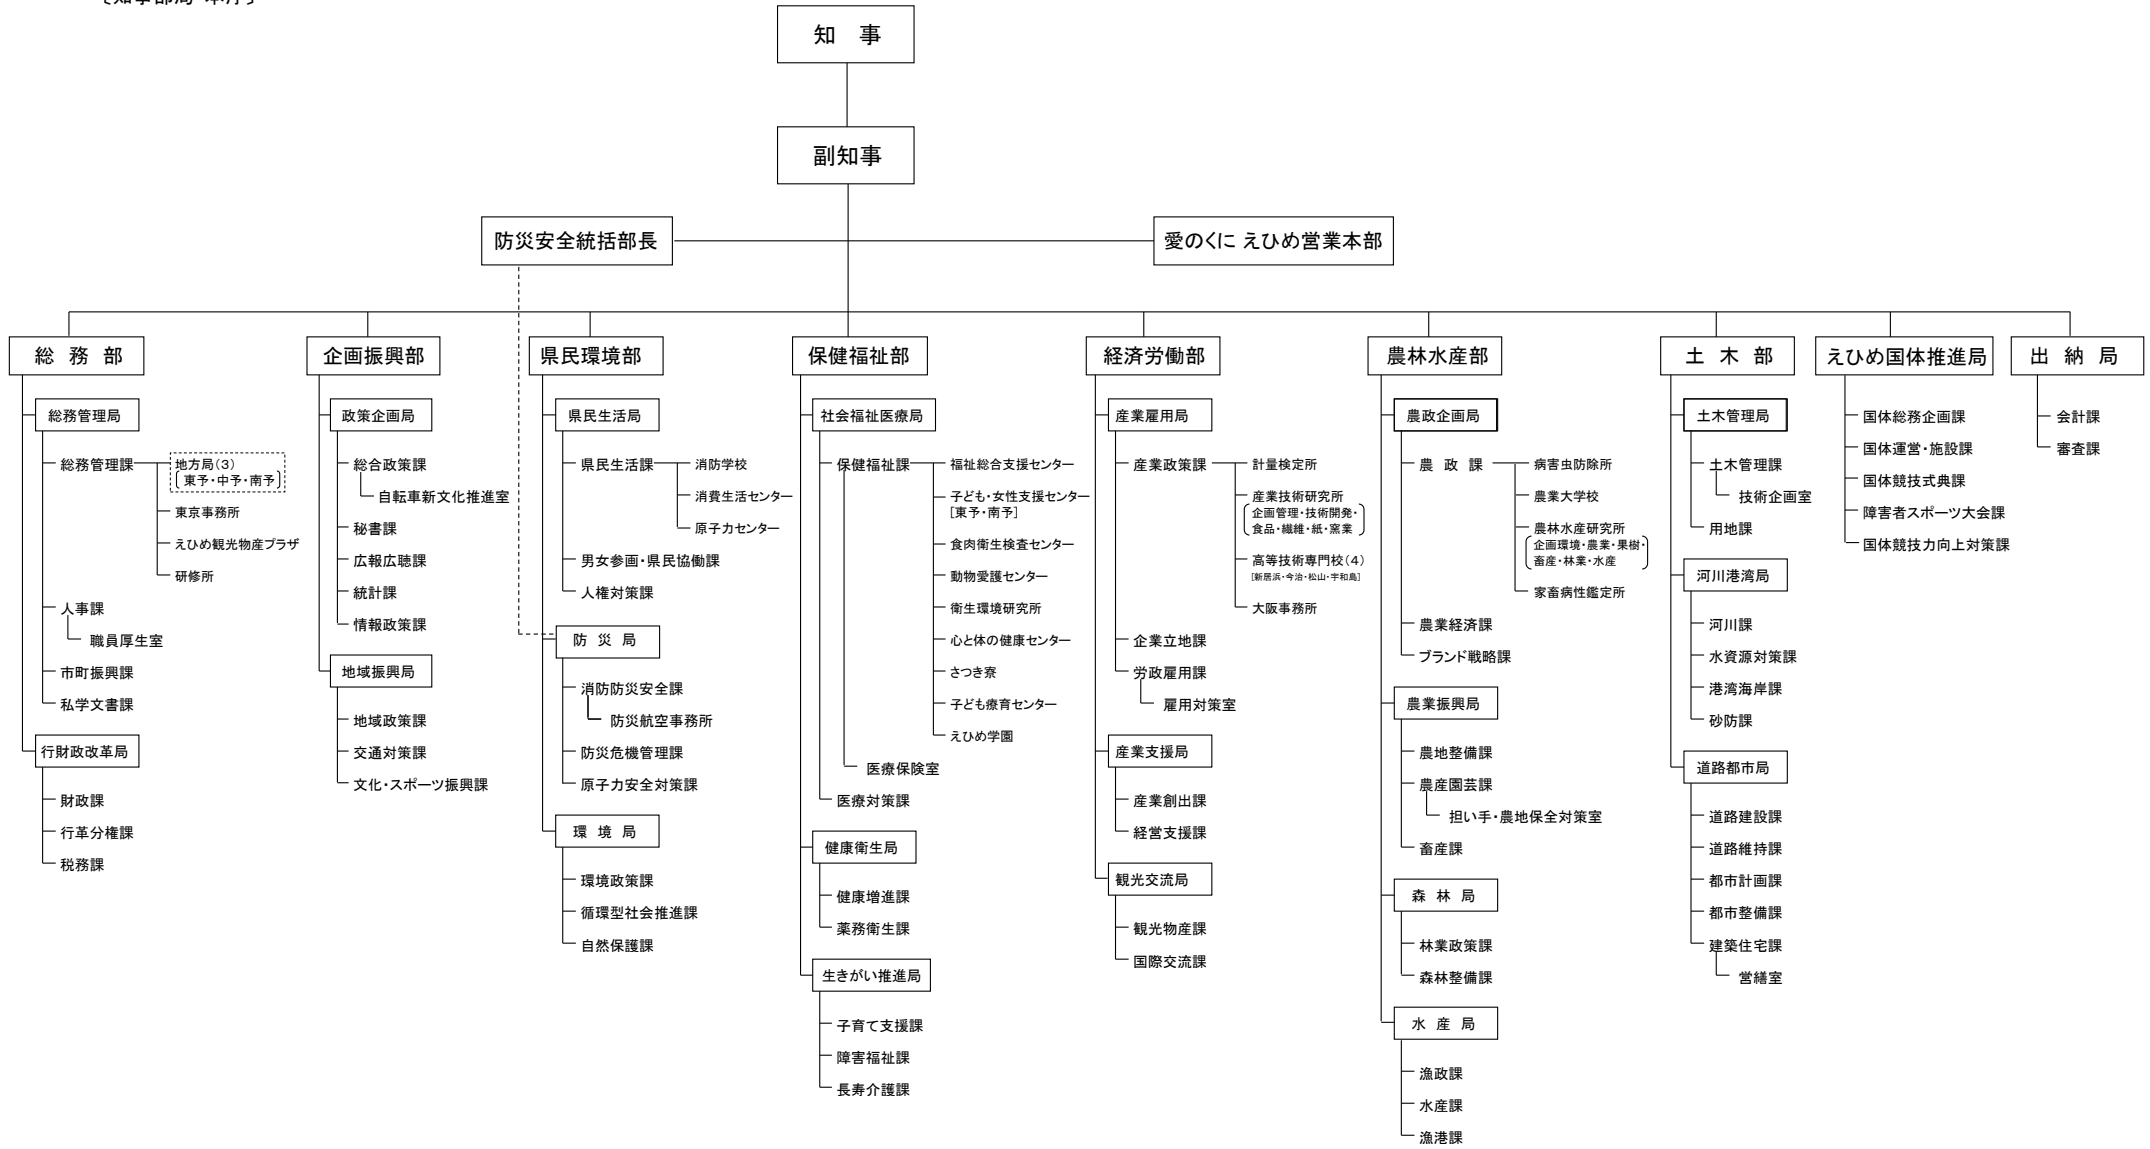 〔知事部局・本庁〕
知　事
副知事
防災安全統括部長
愛のくに えひめ営業本部
総　務　部
総務管理局
総務管理課
地方局(3)
〔東予・中予・南予〕
東京事務所
えひめ観光物産プラザ
研修所
人事課
職員厚生室
市町振興課
私学文書課
行財政改革局
財政課
行革分権課
税務課
企画振興部
政策企画局
総合政策課
自転車新文化推進室
秘書課
広報広聴課
統計課
情報政策課
地域振興局
地域政策課
交通対策課
文化・スポーツ振興課
県民環境部
県民生活局
県民生活課
消防学校
消費生活センター
原子力センター
男女参画・県民協働課
人権対策課
防　災　局
消防防災安全課
防災航空事務所
防災危機管理課
原子力安全対策課
環　境　局
環境政策課
循環型社会推進課
自然保護課
保健福祉部
社会福祉医療局
保健福祉課
福祉総合支援センター
子ども・女性支援センター
[東予・南予]
食肉衛生検査センター
動物愛護センター
衛生環境研究所
心と体の健康センター
さつき寮
子ども療育センター
えひめ学園
医療保険室
医療対策課
健康衛生局
健康増進課
薬務衛生課
生きがい推進局
子育て支援課
障害福祉課
長寿介護課
経済労働部
産業雇用局
産業政策課
計量検定所
産業技術研究所
企画管理・技術開発・
食品・繊維・紙・窯業
高等技術専門校(4)
[新居浜・今治・松山・宇和島]
大阪事務所
企業立地課
労政雇用課
雇用対策室
産業支援局
産業創出課
経営支援課
観光交流局
観光物産課
国際交流課
農林水産部
農政企画局
農　政　課
病害虫防除所
農業大学校
農林水産研究所
企画環境・農業・果樹・
畜産・林業・水産
家畜病性鑑定所
農業経済課
ブランド戦略課
農業振興局
農地整備課
農産園芸課
担い手・農地保全対策室
畜産課
森　林　局
林業政策課
森林整備課
水　産　局
漁政課
水産課
漁港課
土　木　部
土木管理局
土木管理課
技術企画室
用地課
河川港湾局
河川課
水資源対策課
港湾海岸課
砂防課
道路都市局
道路建設課
道路維持課
都市計画課
都市整備課
建築住宅課
営繕室
えひめ国体推進局
国体総務企画課
国体運営・施設課
国体競技式典課
障害者スポーツ大会課
国体競技力向上対策課
出　納　局
会計課
審査課